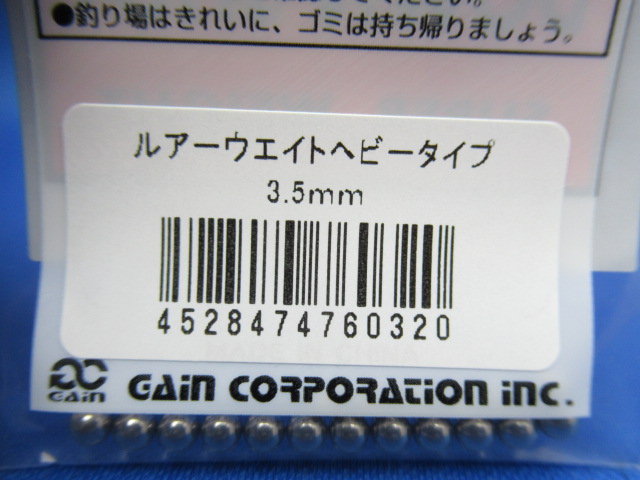 ●釣り場はきれいに、ゴミは持ち帰りましょう。
ルアーウエイトヘビータイプ
3.5mm
4528474760320
MADE IN CHINA
GAIN
GAIN CORPORATION INC.